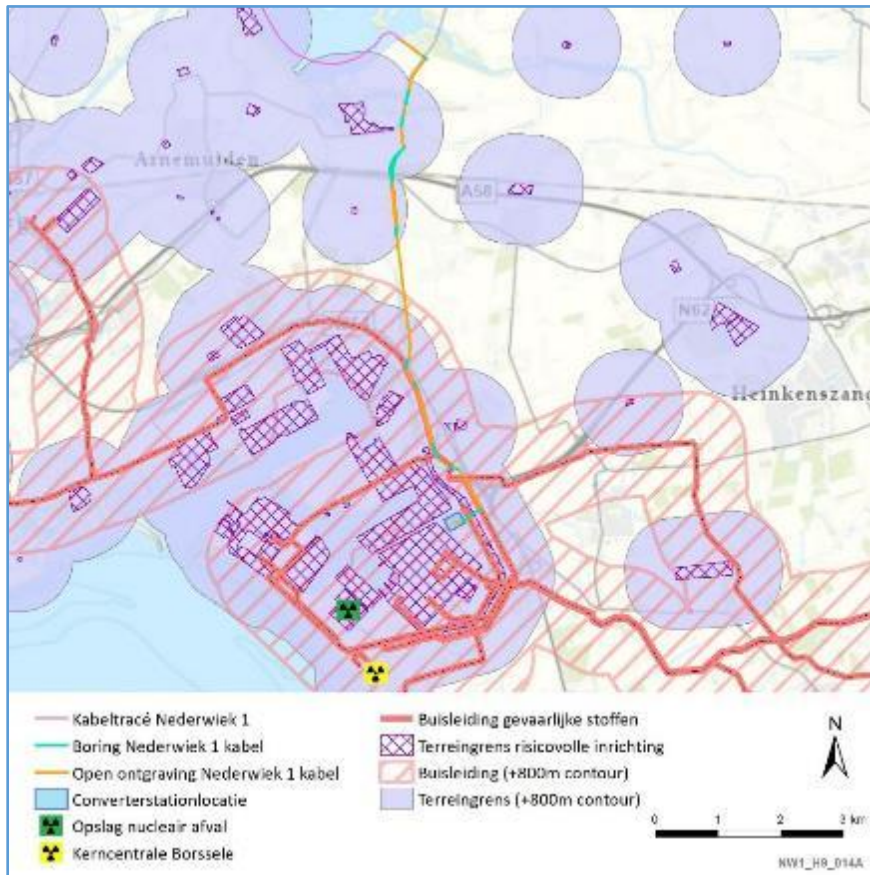 Arnemuiden
A58
N62
Heinkenszand
Kabeltracé Nederwiek 1
Boring Nederwiek 1 kabel
Open ontgraving Nederwiek 1 kabel
Converterstationlocatie
Opslag nucleair afval
Kerncentrale Borssele
Buisleiding gevaarlijke stoffen
Terreingrens risicovolle inrichting
Buisleiding (+800m contour)
Terreingrens (+800m contour)
N
0 1 2 3 km
NW1_H9_014A